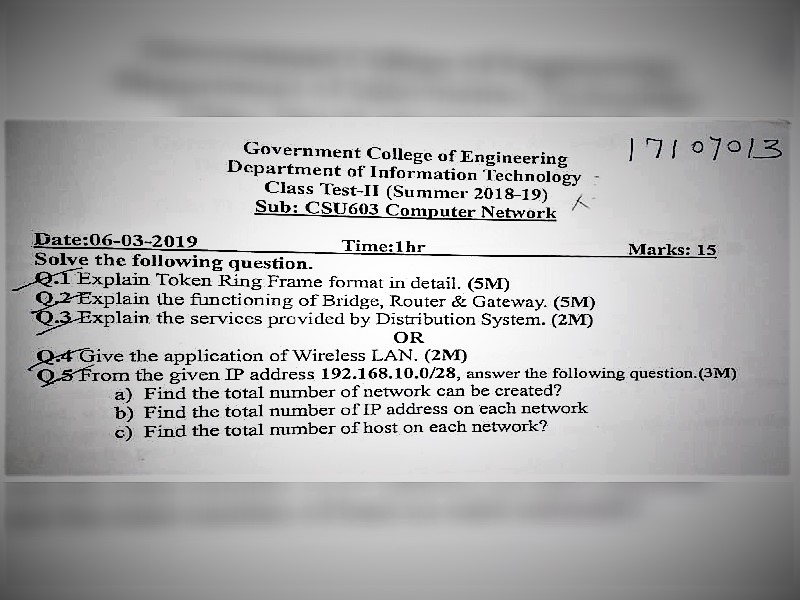 Government College of Engineering
17107013
Department of Information Technology
Class Test-II (Summer 2018-19)
Sub: CSU603 Computer Network
Date:06-03-2019 Time:1hr Marks: 15
Solve the following question.
Q.1 Explain Token Ring Frame format in detail. (5M)
Q.2 Explain the functioning of Bridge, Router & Gateway. (5M)
Q.3 Explain the services provided by Distribution System. (2M)
OR
Q.4 Give the application of Wireless LAN. (2M)
Q.5 From the given IP address 192.168.10.0/28, answer the following question.(3M)
a) Find the total number of network can be created?
b) Find the total number of IP address on each network
c) Find the total number of host on each network?